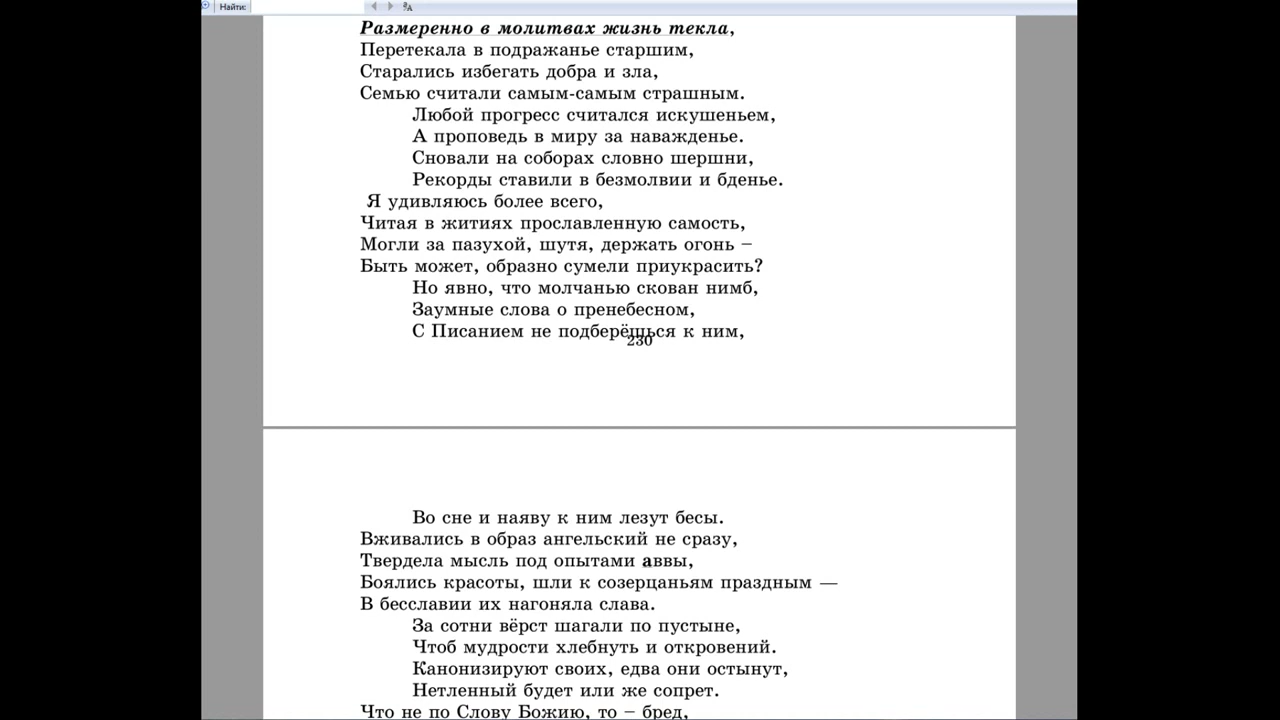 Найти:
Размеренно в молитвах жизнь текла,
Перетекала в подражанье старшим,
Старались избегать добра и зла,
Семью считали самым-самым страшным.
Любой прогресс считался искушеньем,
А проповедь в миру за наважденье.
Сновали на соборах словно шершни,
Рекорды ставили в безмолвии и бденье.
Я удивляюсь более всего,
Читая в житиях прославленную самость,
Могли за пазухой, шутя, держать огонь –
Быть может, образно сумели приукрасить?
Но явно, что молчанью скован нимб,
Заумные слова о пренебесном,
С Писанием не подберёшься к ним,
230
Во сне и наяву к ним лезут бесы.
Вживались в образ ангельский не сразу,
Твердела мысль под опытами аввы,
Боялись красоты, шли к созерцаньям праздным —
В бесславии их нагоняла слава.
За сотни вёрст шагали по пустыне,
Чтоб мудрости хлебнуть и откровений.
Канонизируют своих, едва они остынут,
Нетленный будет или же сопрет.
Что не по Слову Божию, то – бред,